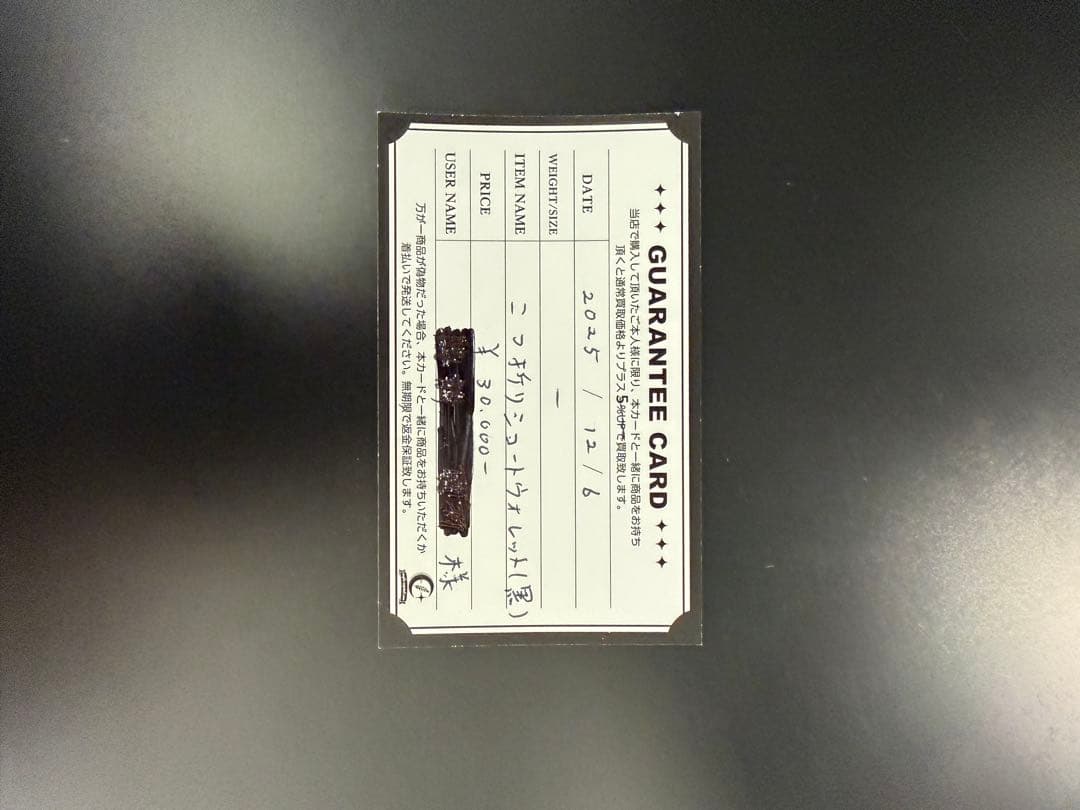 ✦✦✦ GUARANTEE CARD ✦✦✦
当店で購入して頂いたご本人様に限り、本カードと一緒に商品をお持ち
頂くと通常買取価格よりプラス5%UPで買取致します。
DATE 2025 / 12 / 6
WEIGHT/SIZE –
ITEM NAME 二つ折りショートウォレット(黒)
PRICE ¥ 30.000-
USER NAME 様
万が一商品が偽物だった場合、本カードと一緒に商品をお持ちいただくか
着払いで発送してください。無期限で返金保証致します。